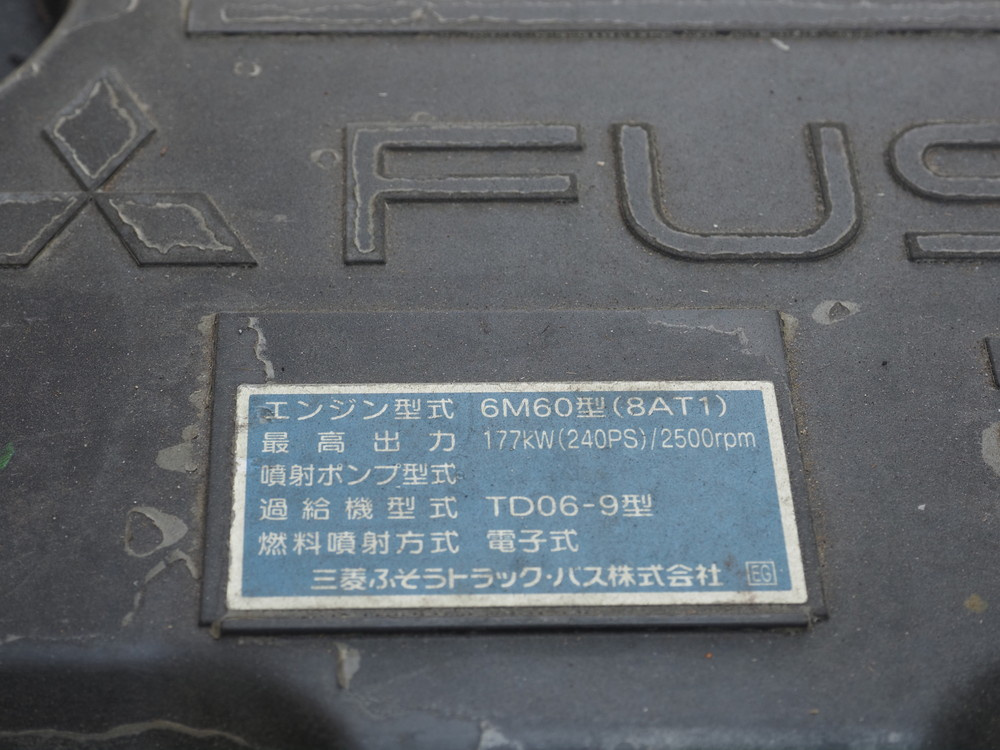 FUS
エンジン型式 6M60型(8AT1)
最高出力 177kW(240PS)/2500rpm
噴射ポンプ型式
過給機型式 TD06-9型
燃料噴射方式 電子式
三菱ふそうトラック・バス株式会社 EG